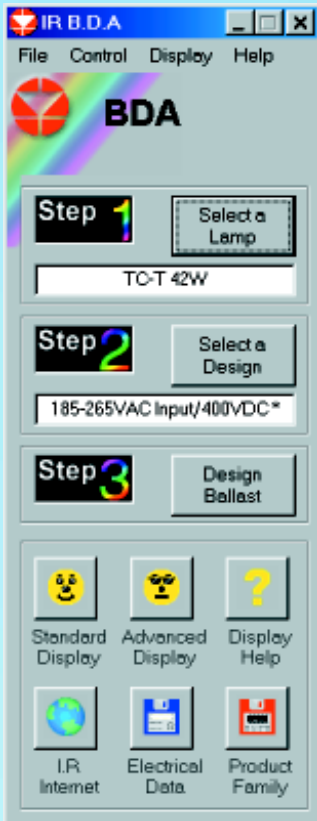 IR B.D.A
File Control Display Help
BDA
Step 1
Select a
Lamp
TC-T 42W
Step 2
Select a
Design
185-265VAC Input/400VDC*
Step 3
Design
Ballast
Standard
Display
Advanced
Display
Display
Help
I.R
Internet
Electrical
Data
Product
Family